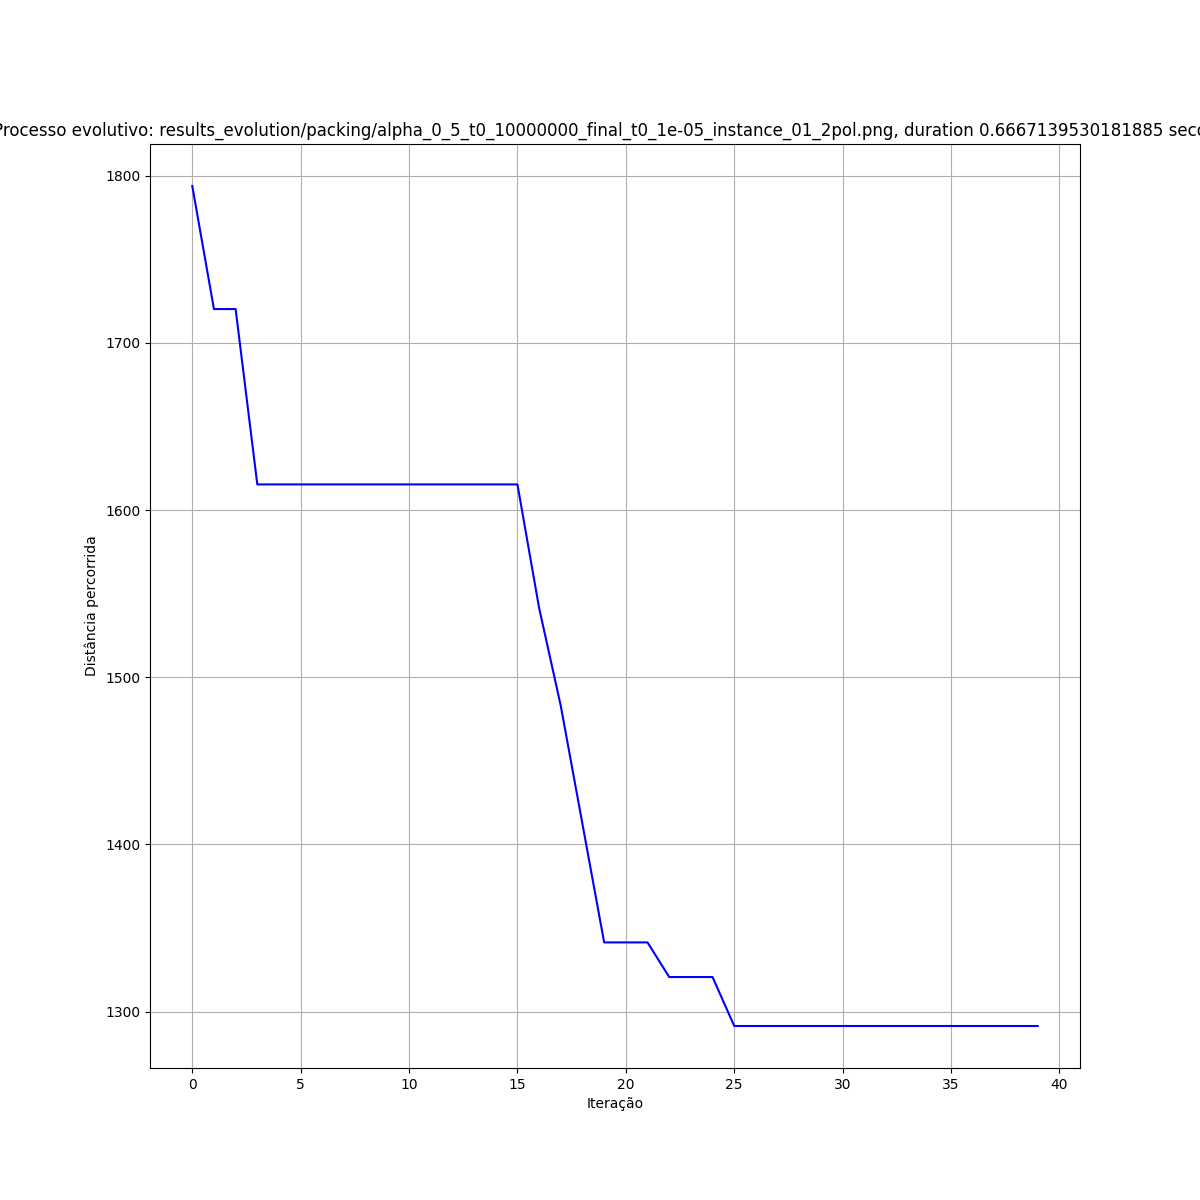 Processo evolutivo: results_evolution/packing/alpha_0_5_t0_10000000_final_t0_1e-05_instance_01_2pol.png, duration 0.6667139530181885 seco
1800
1700
1600
1500
1400
1300
Distância percorrida
0 5 10 15 20 25 30 35 40
Iteração